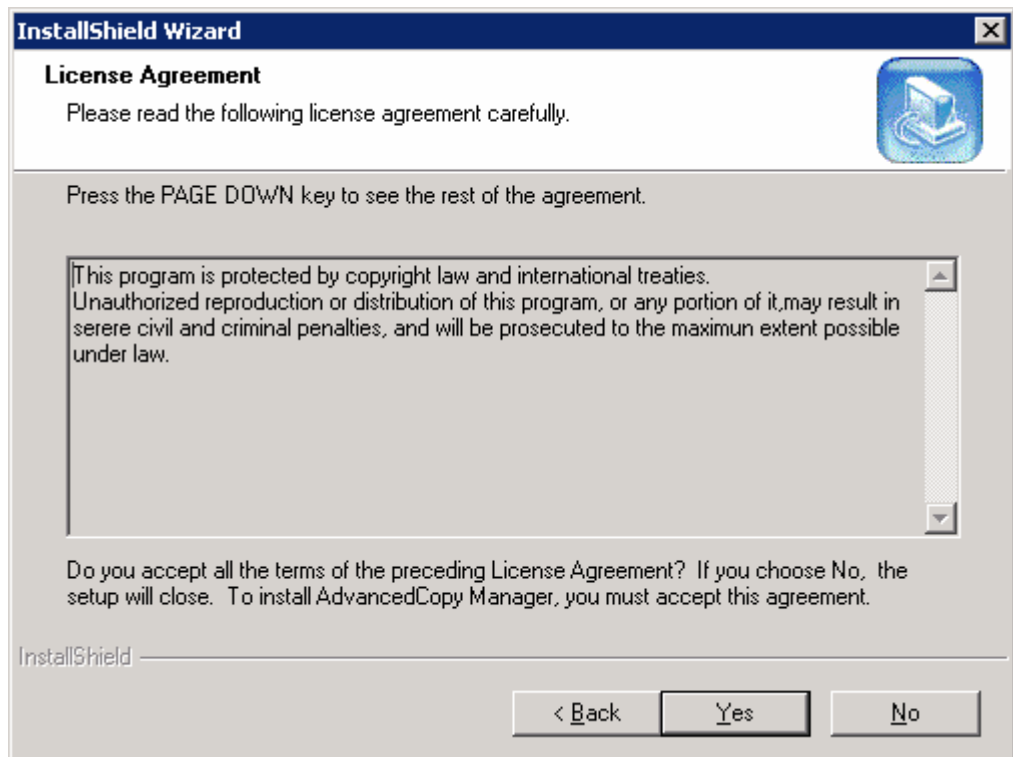 InstallShield Wizard
License Agreement
Please read the following license agreement carefully.
Press the PAGE DOWN key to see the rest of the agreement.
This program is protected by copyright law and international treaties.
Unauthorized reproduction or distribution of this program, or any portion of it,may result in
serere civil and criminal penalties, and will be prosecuted to the maximun extent possible
under law.
Do you accept all the terms of the preceding License Agreement?  If you choose No,  the
setup will close.  To install AdvancedCopy Manager, you must accept this agreement.
InstallShield
< Back
Yes
No